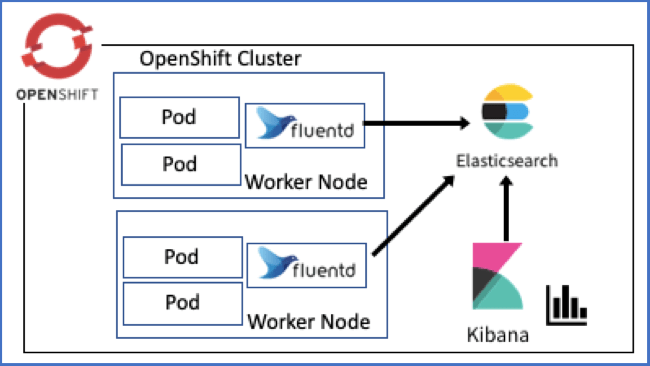 OPENSHIFT
OpenShift Cluster
Pod
fluentd
Pod
Worker Node
Elasticsearch
Pod
fluentd
Pod
Worker Node
Kibana